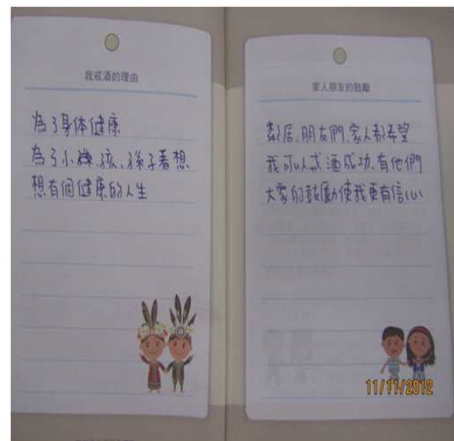 我戒酒的理由
為了身体健康
為了小孩、孫子著想
想有個健康的人生
家人朋友的鼓勵
鄰居、朋友們、家人都希望
我可以戒酒成功、有他們
大家的鼓勵使我更有信心
11/11/2012